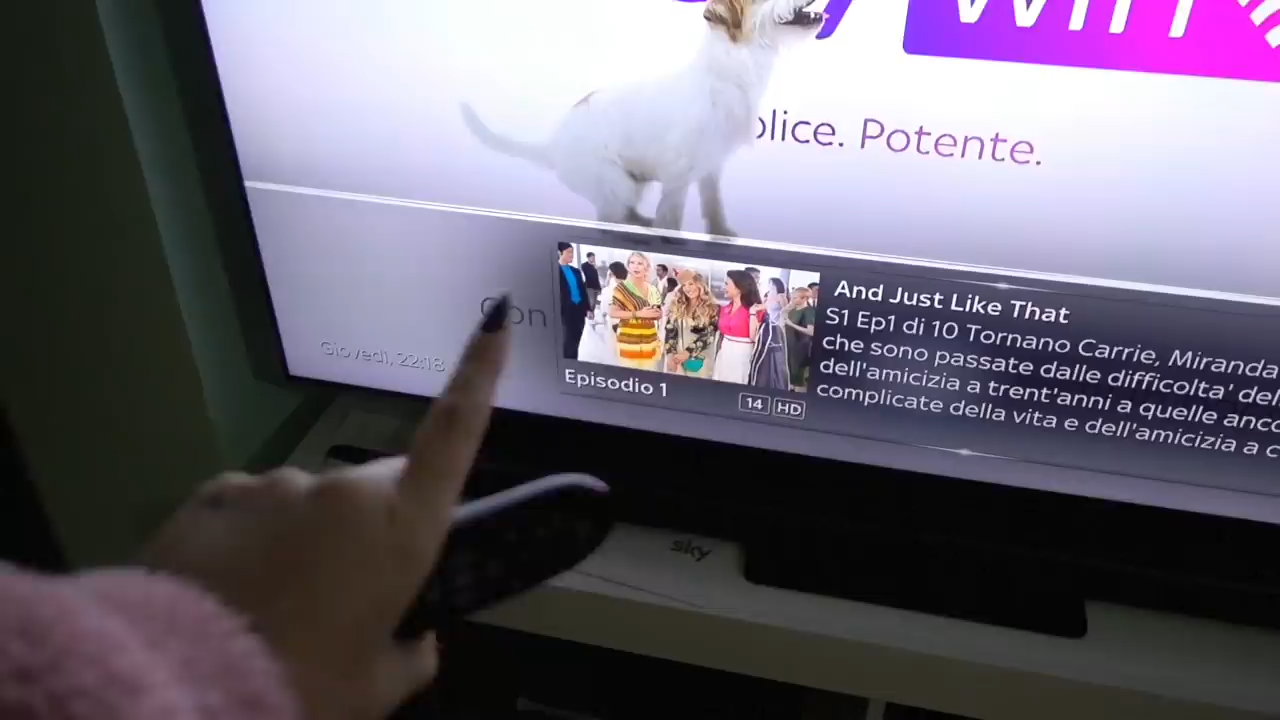 WiFi
plice. Potente.
Con
Giovedì, 22:18
Episodio 1
14 HD
And Just Like That
S1 Ep1 di 10 Tornano Carrie, Miranda
che sono passate dalle difficolta' del
dell'amicizia a trent'anni a quelle anco
complicate della vita e dell'amicizia a c
sky